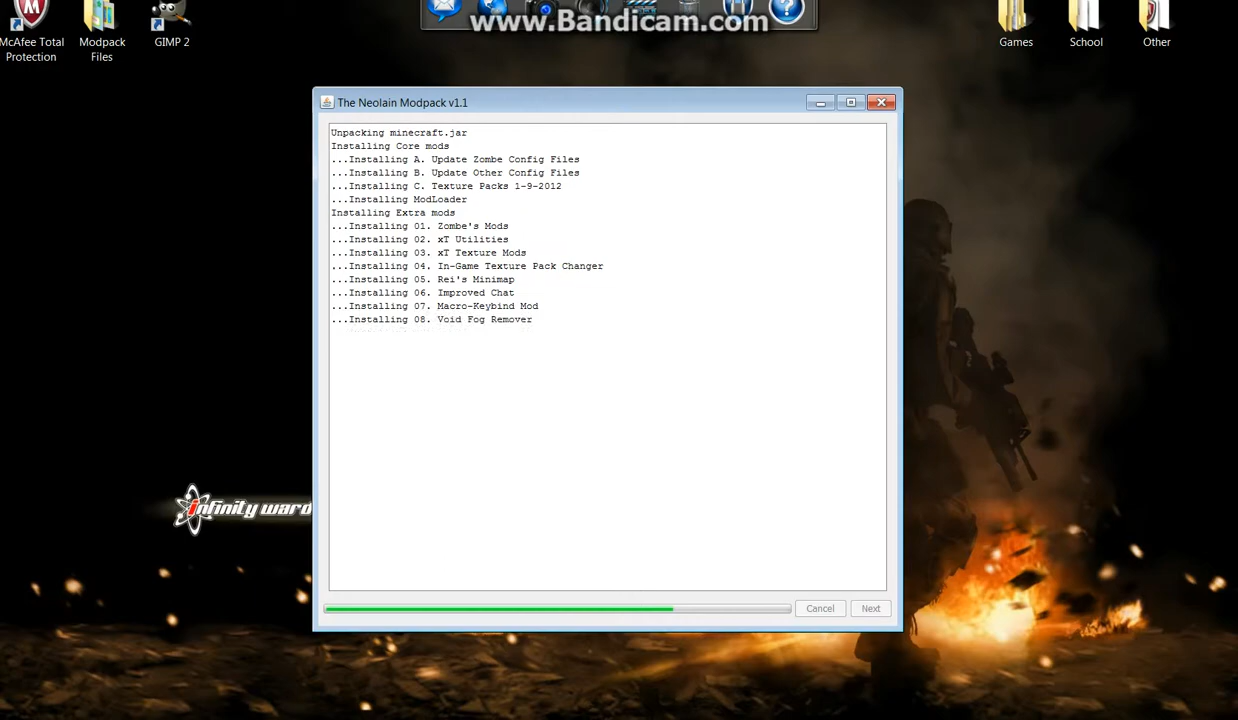 www.Bandicam.com
McAfee Total
Protection
Modpack
Files
GIMP 2
Games
School
Other
The Neolain Modpack v1.1
Unpacking minecraft.jar
Installing Core mods
...Installing A. Update Zombe Config Files
...Installing B. Update Other Config Files
...Installing C. Texture Packs 1-9-2012
...Installing ModLoader
Installing Extra mods
...Installing 01. Zombe's Mods
...Installing 02. xT Utilities
...Installing 03. xT Texture Mods
...Installing 04. In-Game Texture Pack Changer
...Installing 05. Rei's Minimap
...Installing 06. Improved Chat
...Installing 07. Macro-Keybind Mod
...Installing 08. Void Fog Remover
infinity ward
Cancel
Next